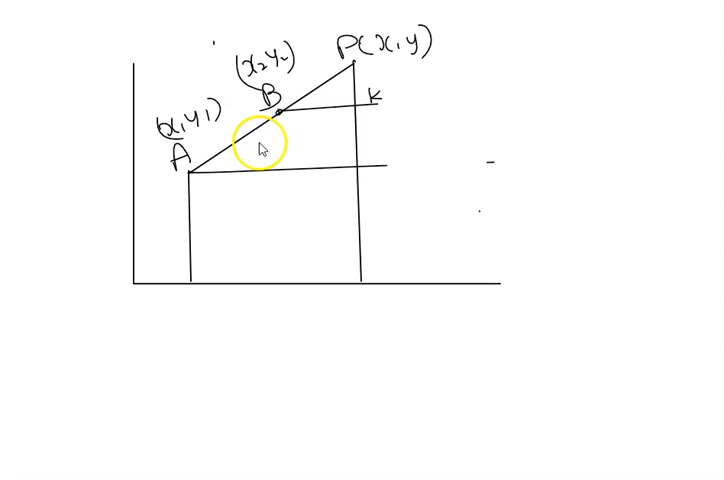 P(x,y)
(x₂y₂)
B
K
(x₁y₁)
A